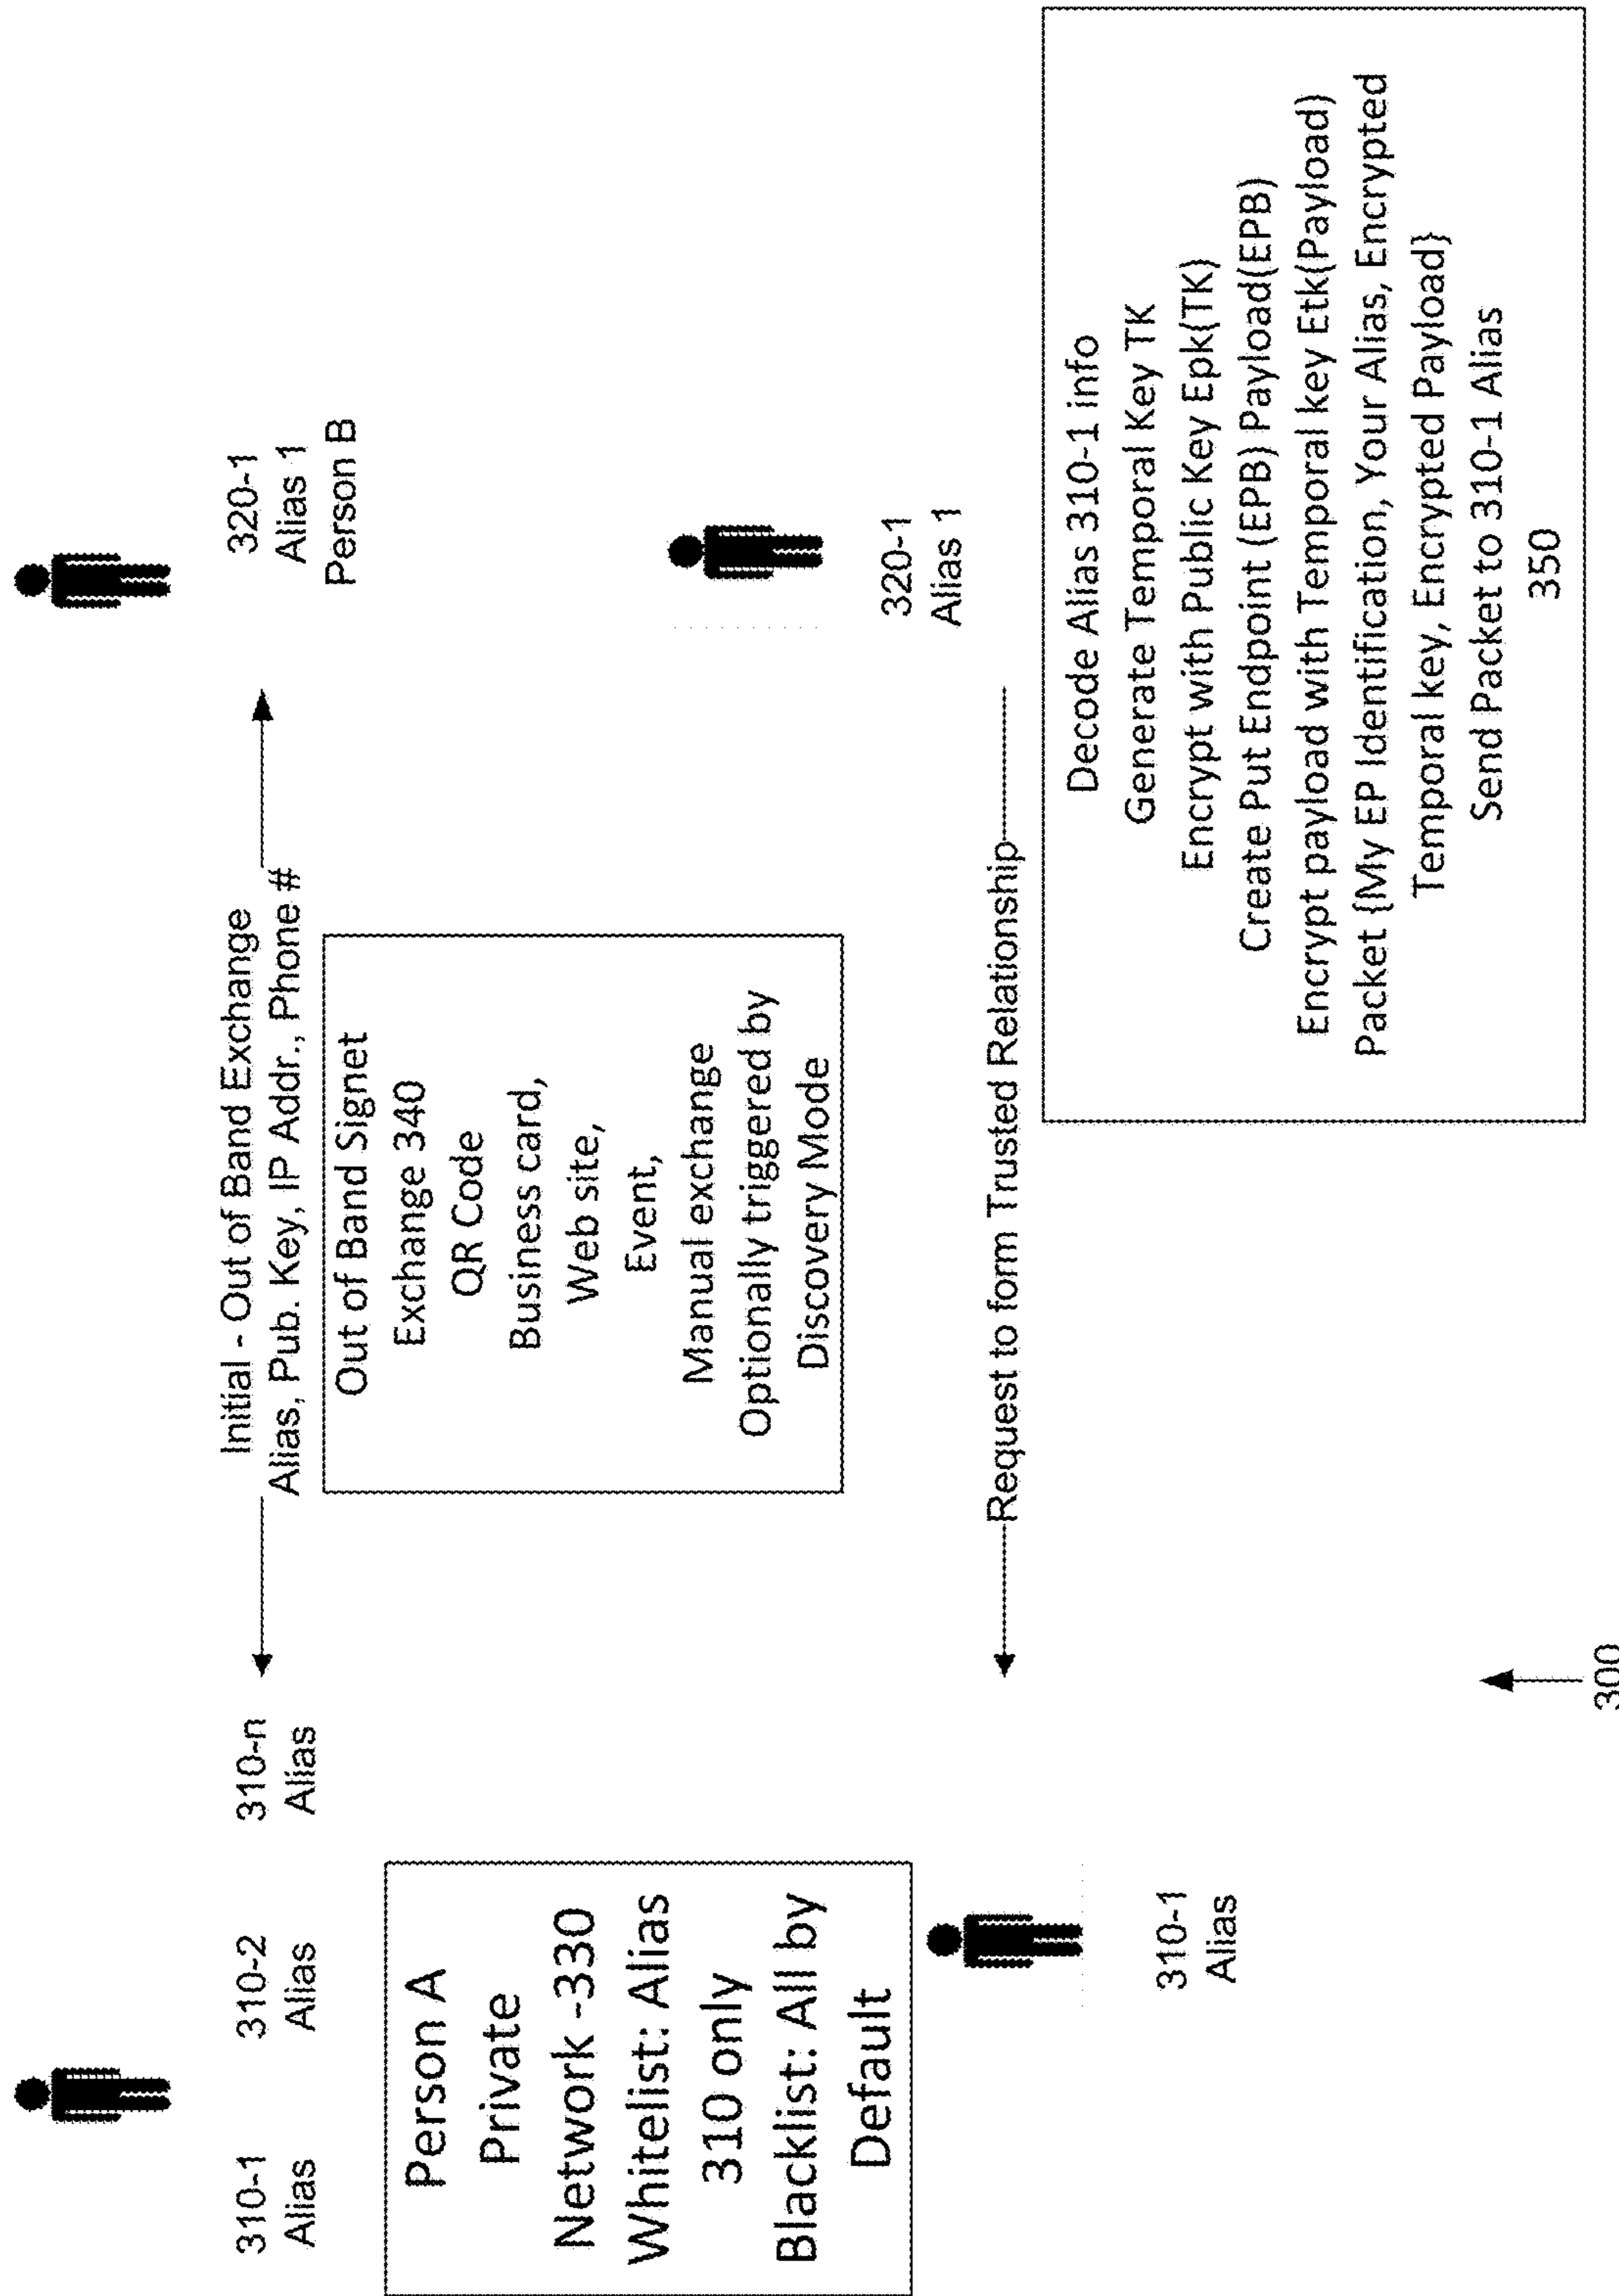 310-1
Alias
310-2
Alias
310-n
Alias
Initial - Out of Band Exchange
Alias, Pub. Key, IP Addr., Phone #
320-1
Alias 1
Person B
Person A
Private
Network -330
Whitelist: Alias
310 only
Blacklist: All by
Default
Out of Band Signet
Exchange 340
QR Code
Business card,
Web site,
Event,
Manual exchange
Optionally triggered by
Discovery Mode
320-1
Alias 1
Request to form Trusted Relationship
310-1
Alias
Decode Alias 310-1 info
Generate Temporal Key TK
Encrypt with Public Key Epk(TK)
Create Put Endpoint (EPB) Payload(EPB)
Encrypt payload with Temporal key Etk(Payload)
Packet {My EP Identification, Your Alias, Encrypted
Temporal key, Encrypted Payload}
Send Packet to 310-1 Alias
350
300